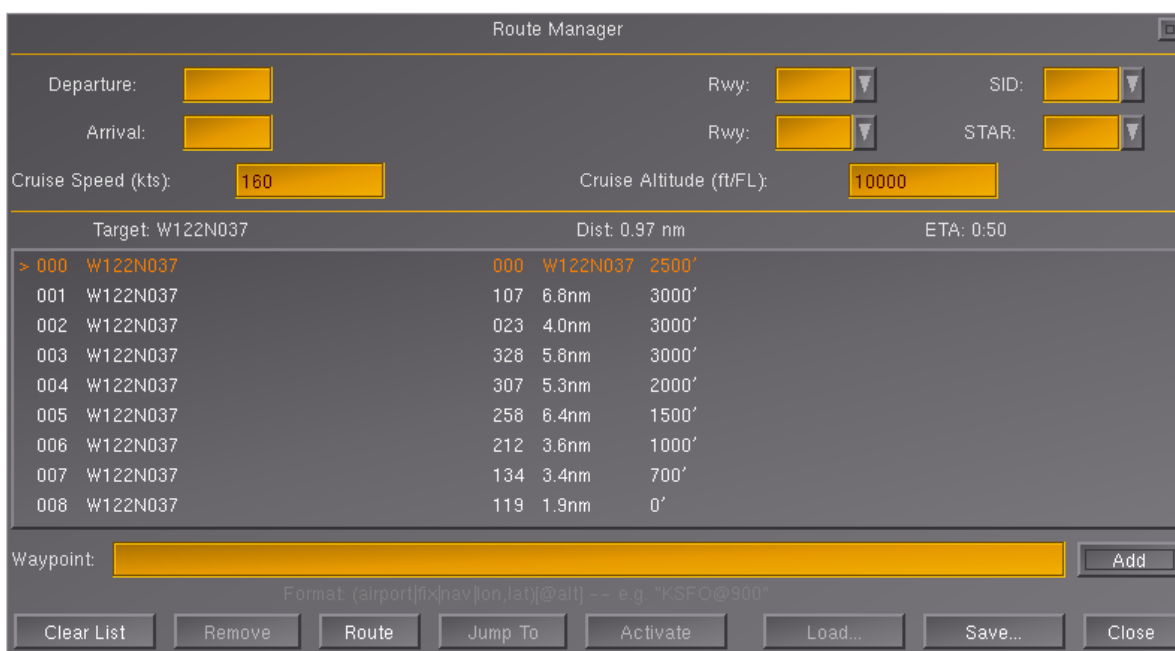 Route Manager
Departure: Rwy: SID:
Arrival: Rwy: STAR:
Cruise Speed (kts): 160 Cruise Altitude (ft/FL): 10000
Target: W122N037 Dist: 0.97 nm ETA: 0:50
> 000 W122N037 000 W122N037 2500'
001 W122N037 107 6.8nm 3000'
002 W122N037 023 4.0nm 3000'
003 W122N037 328 5.8nm 3000'
004 W122N037 307 5.3nm 2000'
005 W122N037 258 6.4nm 1500'
006 W122N037 212 3.6nm 1000'
007 W122N037 134 3.4nm 700'
008 W122N037 119 1.9nm 0'
Waypoint: Add
Format: (airport|fix|nav|lon,lat)[@alt] -- e.g. "KSFO@900"
Clear List Remove Route Jump To Activate Load... Save... Close